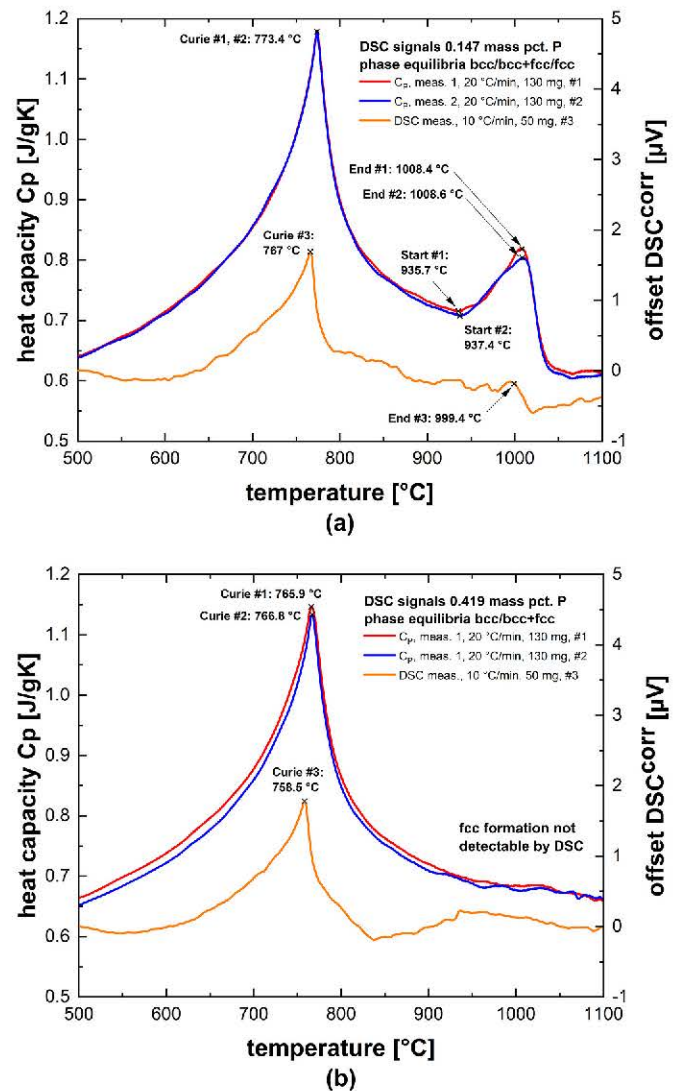 DSC signals 0.147 mass pct. P
phase equilibria bcc/bcc+fcc/fcc
Cp, meas. 1, 20 °C/min, 130 mg, #1
Cp, meas. 2, 20 °C/min, 130 mg, #2
DSC meas., 10 °C/min, 50 mg, #3
Curie #1, #2: 773.4 °C
End #1: 1008.4 °C
End #2: 1008.6 °C
Curie #3:
767 °C
Start #1:
935.7 °C
Start #2:
937.4 °C
End #3: 999.4 °C
heat capacity Cp [J/gK]
1.2
1.1
1.0
0.9
0.8
0.7
0.6
0.5
offset DSCcorr [µV]
5
4
3
2
1
0
-1
500
600
700
800
900
1000
1100
temperature [°C]
(a)
DSC signals 0.419 mass pct. P
phase equilibria bcc/bcc+fcc
Cp, meas. 1, 20 °C/min, 130 mg, #1
Cp, meas. 1, 20 °C/min, 130 mg, #2
DSC meas., 10 °C/min, 50 mg, #3
Curie #1: 765.9 °C
Curie #2: 766.8 °C
Curie #3:
758.5 °C
fcc formation not
detectable by DSC
heat capacity Cp [J/gK]
1.2
1.1
1.0
0.9
0.8
0.7
0.6
0.5
offset DSCcorr [µV]
5
4
3
2
1
0
-1
500
600
700
800
900
1000
1100
temperature [°C]
(b)